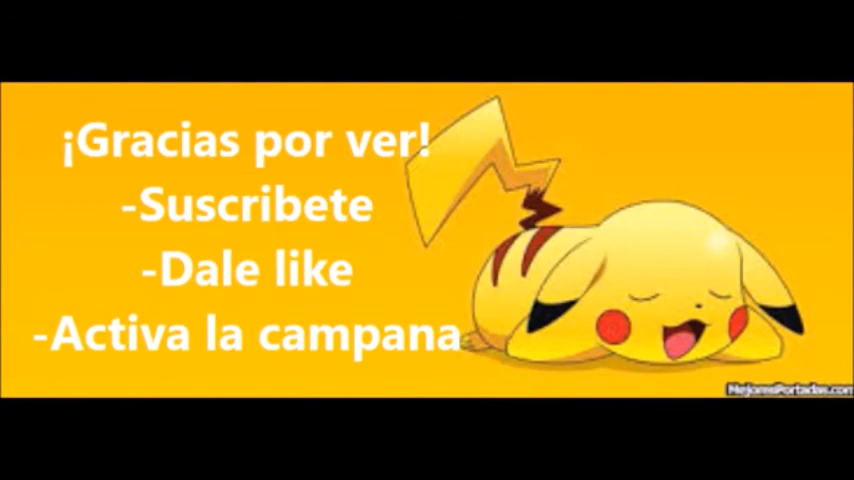 ¡Gracias por ver!
-Suscribete
-Dale like
-Activa la campana
MejoresPortadas.com